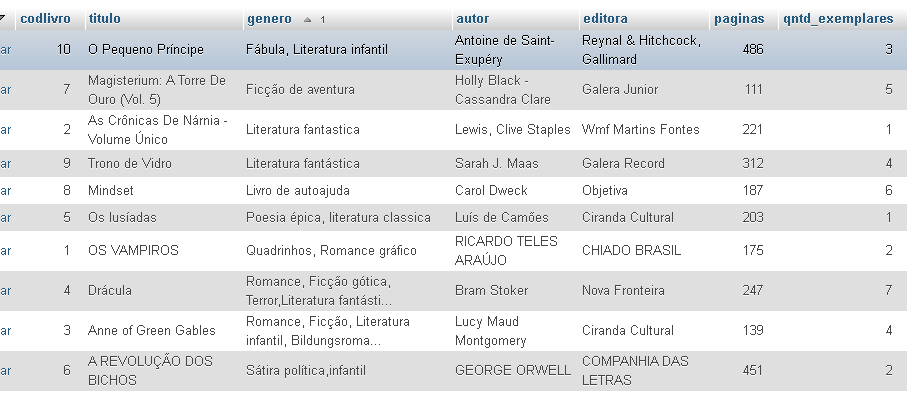 codlivro titulo genero 1 autor editora paginas qntd_exemplares
ar 10 O Pequeno Príncipe Fábula, Literatura infantil Antoine de Saint-Exupéry Reynal & Hitchcock, Gallimard 486 3
ar 7 Magisterium: A Torre De Ouro (Vol. 5) Ficção de aventura Holly Black - Cassandra Clare Galera Junior 111 5
ar 2 As Crônicas De Nárnia - Volume Único Literatura fantastica Lewis, Clive Staples Wmf Martins Fontes 221 1
ar 9 Trono de Vidro Literatura fantástica Sarah J. Maas Galera Record 312 4
ar 8 Mindset Livro de autoajuda Carol Dweck Objetiva 187 6
ar 5 Os lusíadas Poesia épica, literatura classica Luís de Camões Ciranda Cultural 203 1
ar 1 OS VAMPIROS Quadrinhos, Romance gráfico RICARDO TELES ARAÚJO CHIADO BRASIL 175 2
ar 4 Drácula Romance, Ficção gótica, Terror,Literatura fantásti... Bram Stoker Nova Fronteira 247 7
ar 3 Anne of Green Gables Romance, Ficção, Literatura infantil, Bildungsroma... Lucy Maud Montgomery Ciranda Cultural 139 4
ar 6 A REVOLUÇÃO DOS BICHOS Sátira política,infantil GEORGE ORWELL COMPANHIA DAS LETRAS 451 2